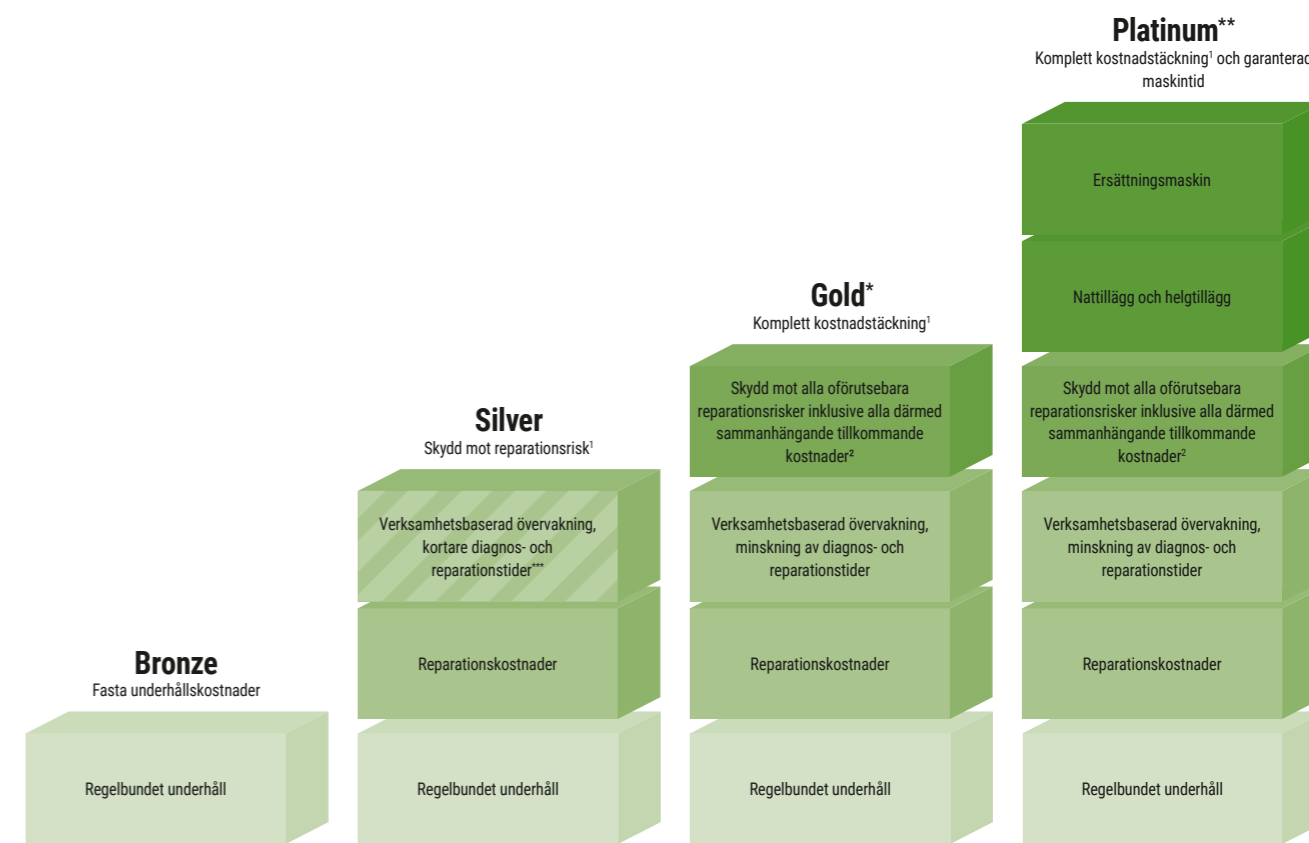 Platinum**
Komplett kostnadstäckning¹ och garanterad
maskintid
Ersättningsmaskin
Nattillägg och helgtillägg
Skydd mot alla oförutsebara
reparationsrisker inklusive alla därmed
sammanhängande tillkommande
kostnader²
Verksamhetsbaserad övervakning,
minskning av diagnos- och
reparationstider
Reparationskostnader
Regelbundet underhåll
Gold*
Komplett kostnadstäckning¹
Skydd mot alla oförutsebara
reparationsrisker inklusive alla därmed
sammanhängande tillkommande
kostnader²
Verksamhetsbaserad övervakning,
minskning av diagnos- och
reparationstider
Reparationskostnader
Regelbundet underhåll
Silver
Skydd mot reparationsrisk¹
Verksamhetsbaserad övervakning,
kortare diagnos- och
reparationstider***
Reparationskostnader
Regelbundet underhåll
Bronze
Fasta underhållskostnader
Regelbundet underhåll